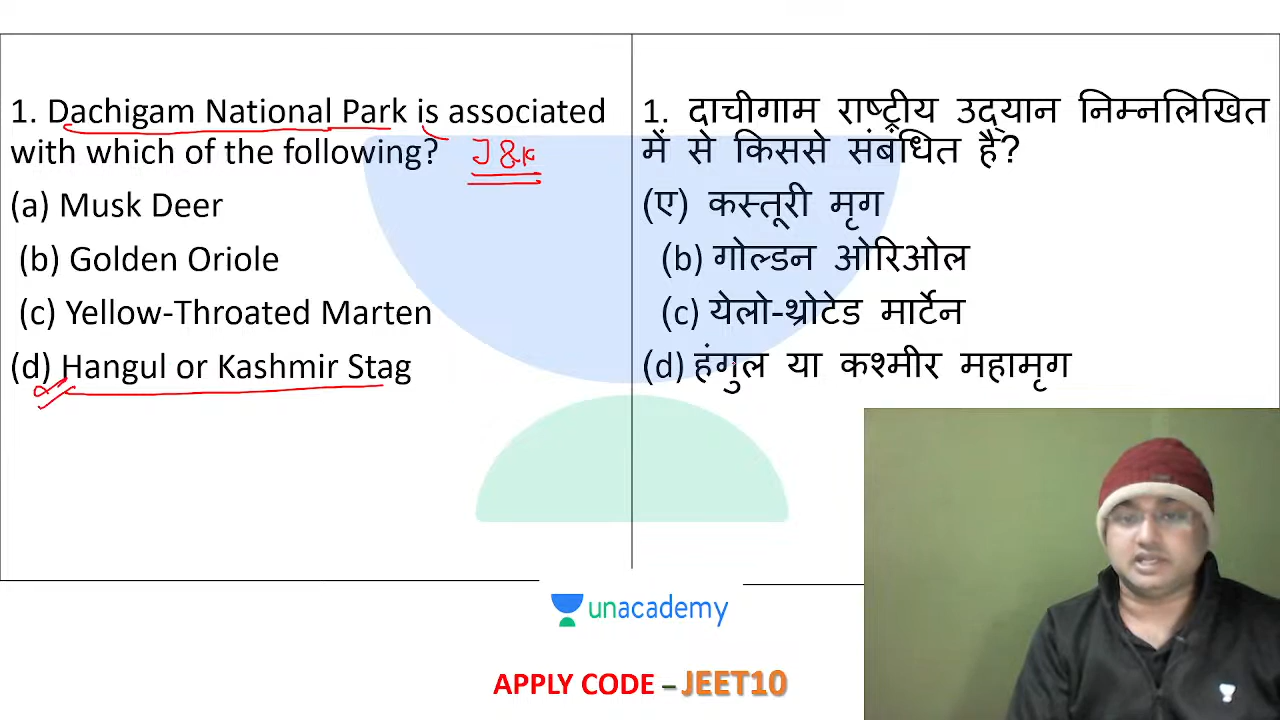 1. Dachigam National Park is associated
with which of the following? J&K
(a) Musk Deer
(b) Golden Oriole
(c) Yellow-Throated Marten
(d) Hangul or Kashmir Stag
1. दाचीगाम राष्ट्रीय उद्यान निम्नलिखित
में से किससे संबंधित है?
(ए) कस्तूरी मृग
(b) गोल्डन ओरिओल
(c) येलो-थ्रोटेड मार्टेन
(d) हंगुल या कश्मीर महामृग
unacademy
APPLY CODE – JEET10